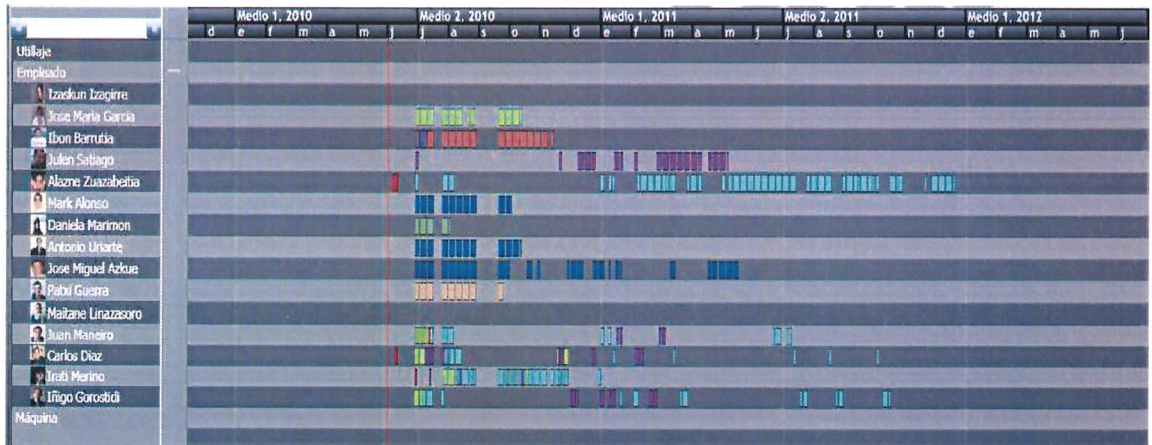 Medio 1, 2010 Medio 2, 2010 Medio 1, 2011 Medio 2, 2011 Medio 1, 2012
d e f m a m j j a s o n d e f m a m j j a s o n d e f m a m j
Utillaje
Empleado
Izaskun Izagirre
Jose Maria Garcia
Ibon Barrutia
Julen Satiago
Alazne Zuazabeitia
Mark Alonso
Daniela Marimon
Antonio Uriarte
Jose Miguel Azkue
Patxi Guerra
Maitane Linazasoro
Juan Maneiro
Carlos Diaz
Irati Merino
Iñigo Gorostidi
Máquina